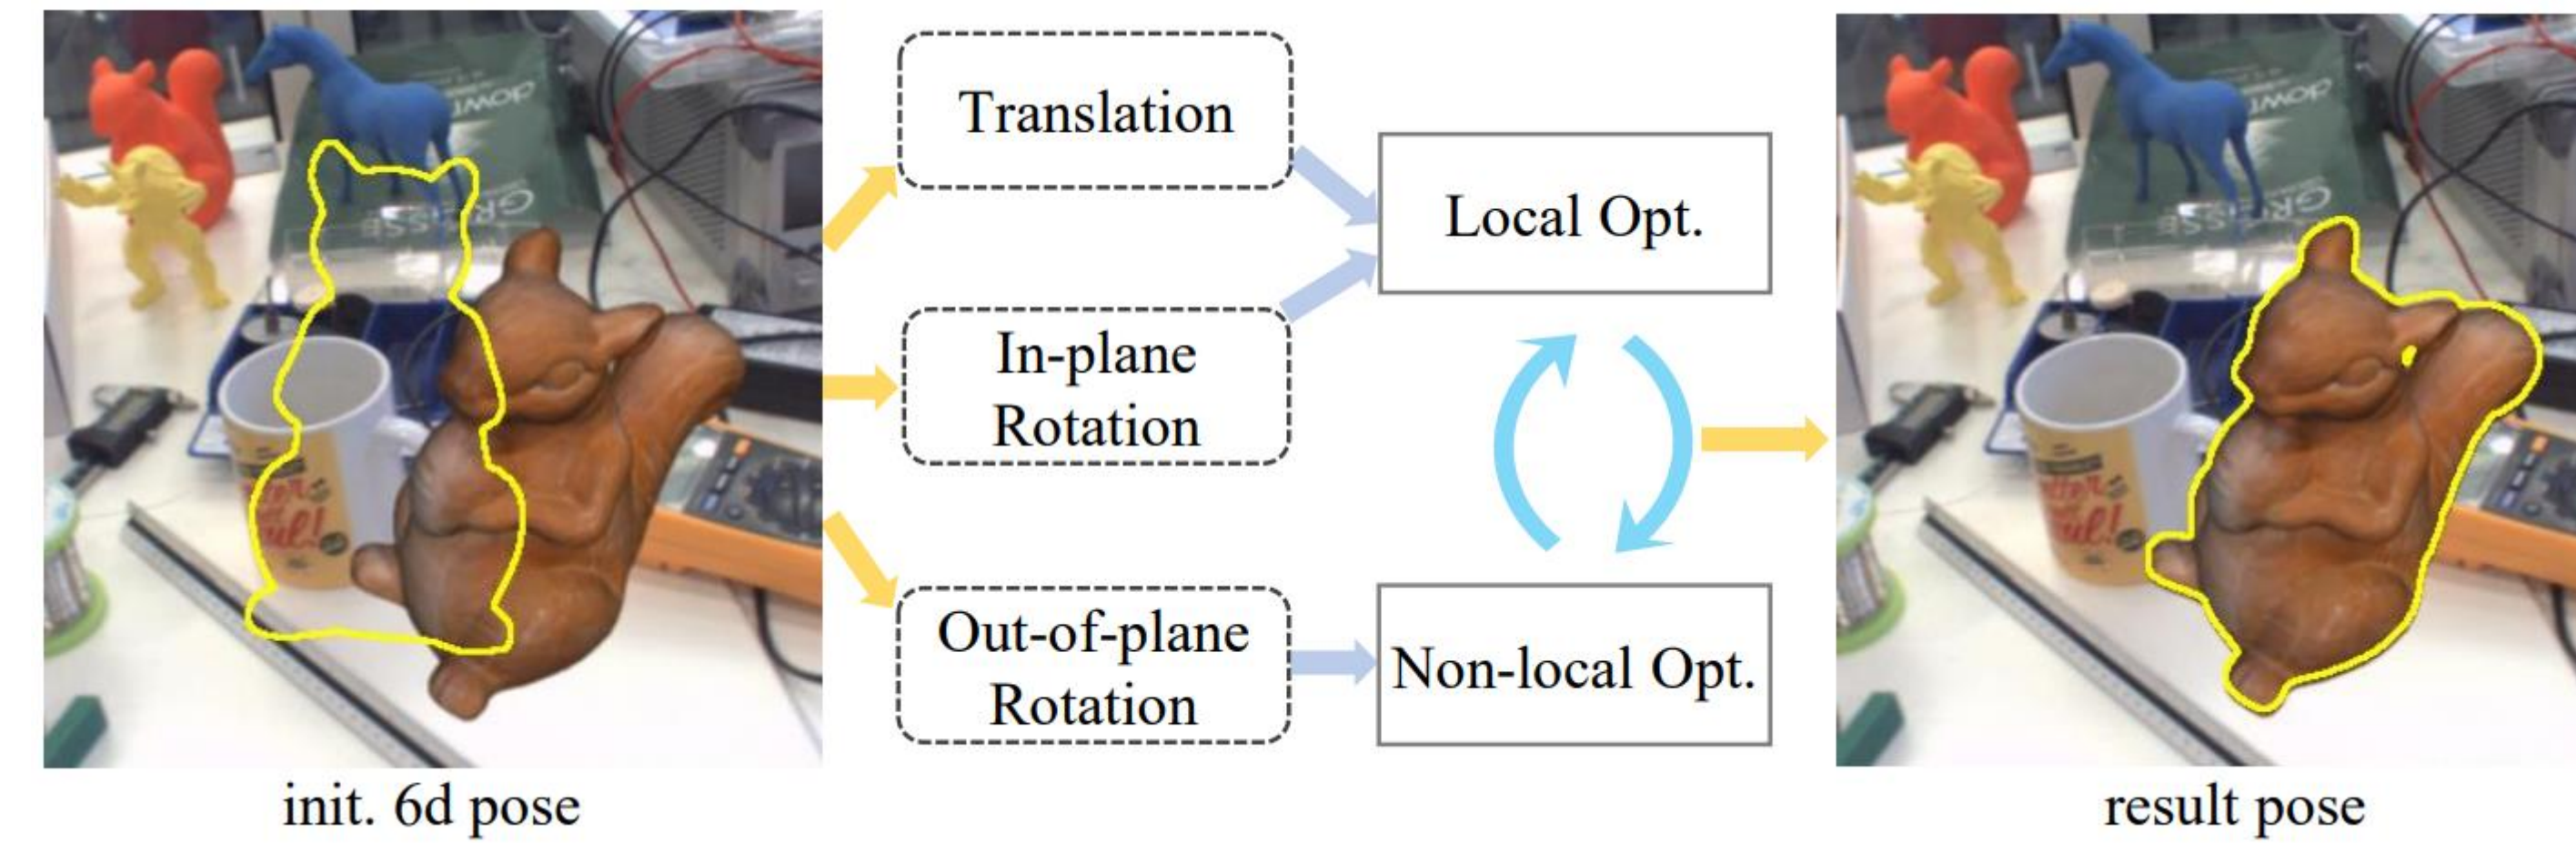 Translation
In-plane
Rotation
Out-of-plane
Rotation
Local Opt.
Non-local Opt.
init. 6d pose
result pose